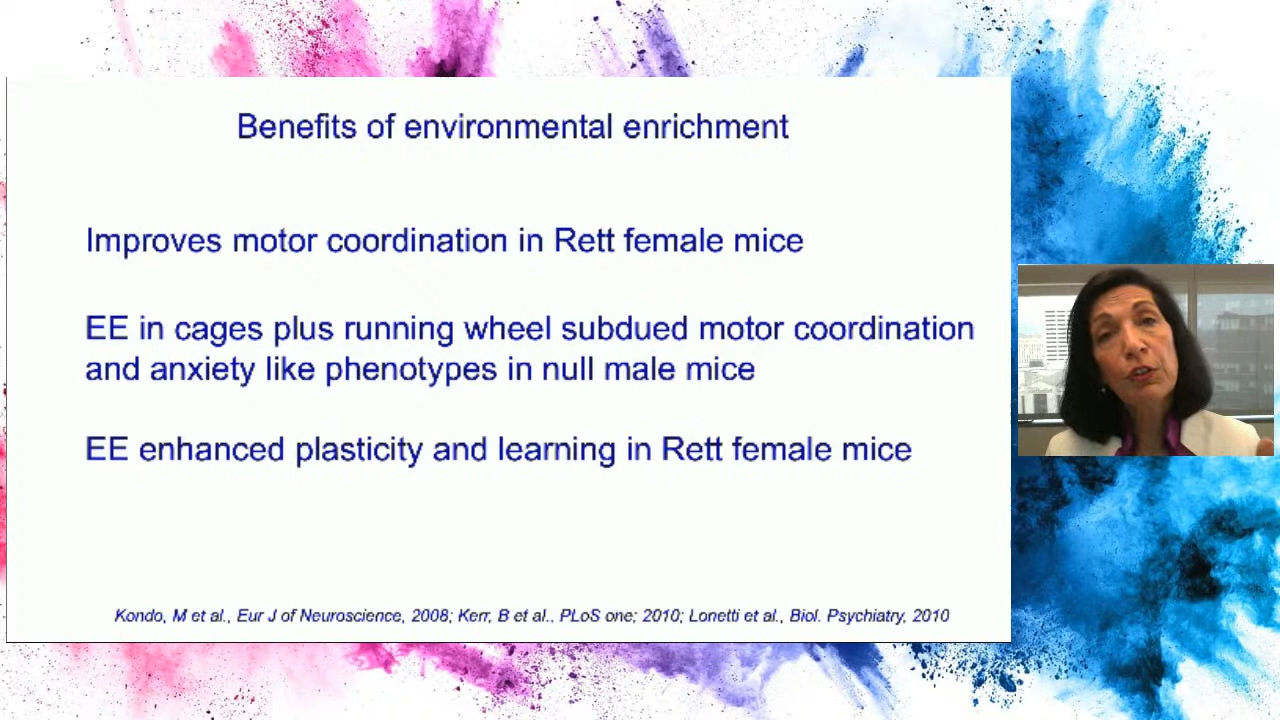 Benefits of environmental enrichment
Improves motor coordination in Rett female mice
EE in cages plus running wheel subdued motor coordination
and anxiety like phenotypes in null male mice
EE enhanced plasticity and learning in Rett female mice
Kondo, M et al., Eur J of Neuroscience, 2008; Kerr, B et al., PLoS one; 2010; Lonetti et al., Biol. Psychiatry, 2010